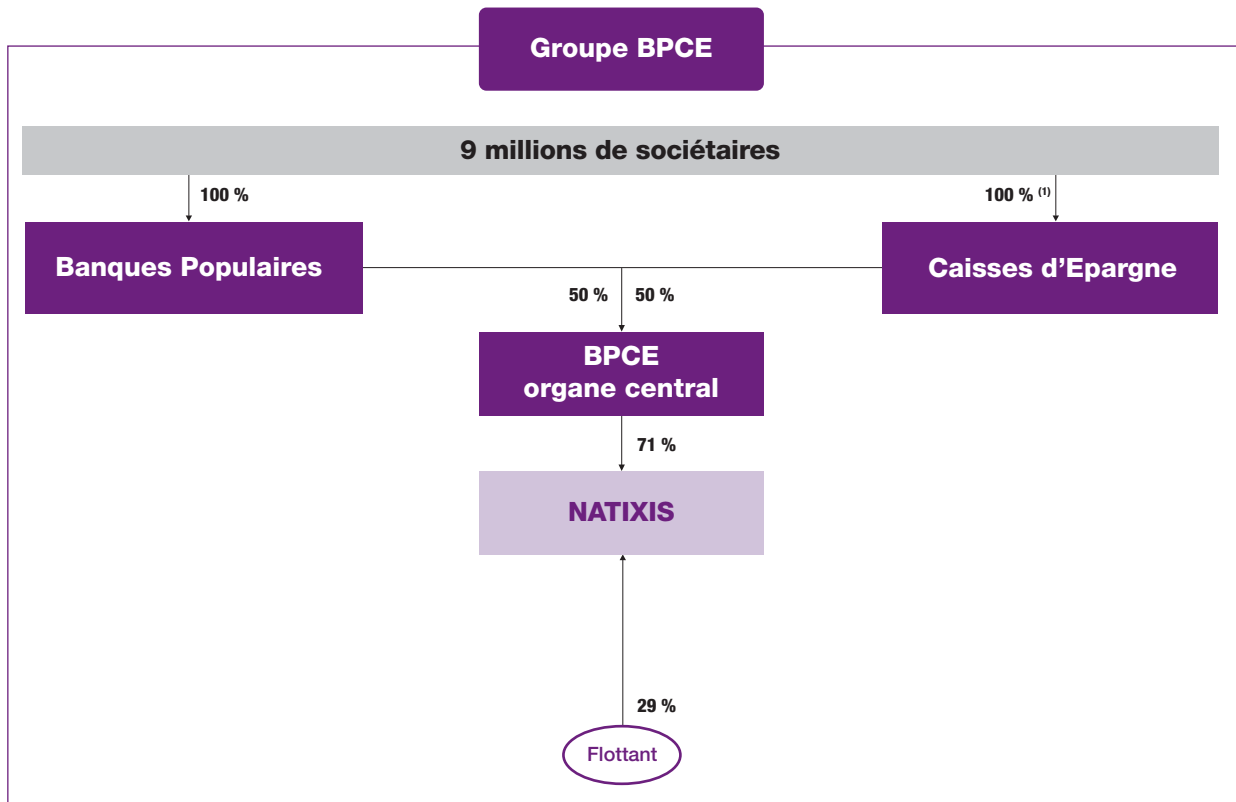 Groupe BPCE
9 millions de sociétaires
100 %
100 % (1)
Banques Populaires
Caisses d'Epargne
50 %
50 %
BPCE
organe central
71 %
NATIXIS
29 %
Flottant